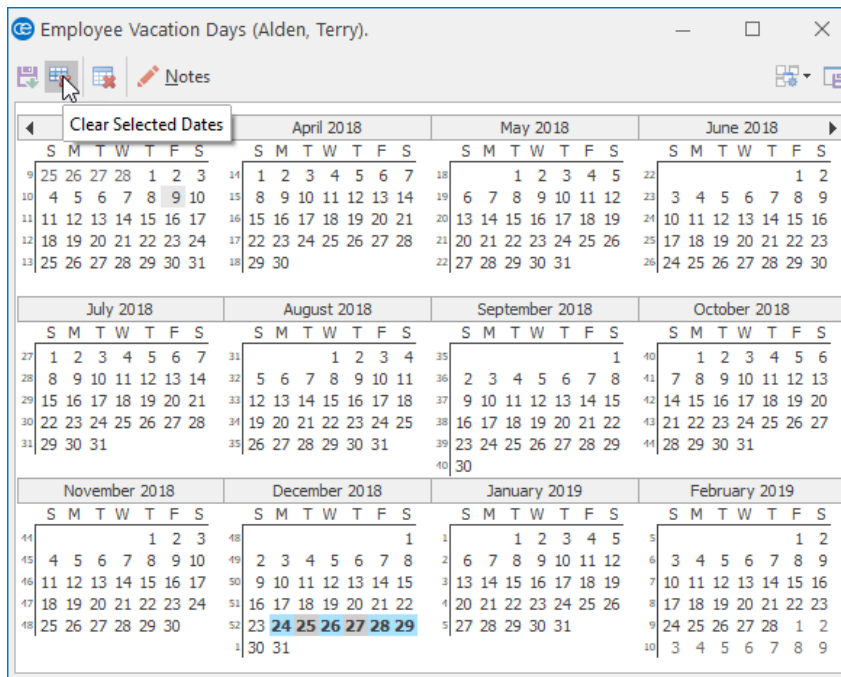 Employee Vacation Days (Alden, Terry).
Notes
Clear Selected Dates
April 2018 May 2018 June 2018
S M T W T F S S M T W T F S S M T W T F S S M T W T F S
9 25 26 27 28 1 2 3 14 1 2 3 4 5 6 7 18 1 2 3 4 5 22 1 2
10 4 5 6 7 8 9 10 15 8 9 10 11 12 13 14 19 6 7 8 9 10 11 12 23 3 4 5 6 7 8 9
11 11 12 13 14 15 16 17 16 15 16 17 18 19 20 21 20 13 14 15 16 17 18 19 24 10 11 12 13 14 15 16
12 18 19 20 21 22 23 24 17 22 23 24 25 26 27 28 21 20 21 22 23 24 25 26 25 17 18 19 20 21 22 23
13 25 26 27 28 29 30 31 18 29 30 22 27 28 29 30 31 26 24 25 26 27 28 29 30
July 2018 August 2018 September 2018 October 2018
S M T W T F S S M T W T F S S M T W T F S S M T W T F S
27 1 2 3 4 5 6 7 31 1 2 3 4 35 1 40 1 2 3 4 5 6
28 8 9 10 11 12 13 14 32 5 6 7 8 9 10 11 36 2 3 4 5 6 7 8 41 7 8 9 10 11 12 13
29 15 16 17 18 19 20 21 33 12 13 14 15 16 17 18 37 9 10 11 12 13 14 15 42 14 15 16 17 18 19 20
30 22 23 24 25 26 27 28 34 19 20 21 22 23 24 25 38 16 17 18 19 20 21 22 43 21 22 23 24 25 26 27
31 29 30 31 35 26 27 28 29 30 31 39 23 24 25 26 27 28 29 44 28 29 30 31
40 30
November 2018 December 2018 January 2019 February 2019
S M T W T F S S M T W T F S S M T W T F S S M T W T F S
44 1 2 3 48 1 1 1 2 3 4 5 5 1 2
45 4 5 6 7 8 9 10 49 2 3 4 5 6 7 8 2 6 7 8 9 10 11 12 6 3 4 5 6 7 8 9
46 11 12 13 14 15 16 17 50 9 10 11 12 13 14 15 3 13 14 15 16 17 18 19 7 10 11 12 13 14 15 16
47 18 19 20 21 22 23 24 51 16 17 18 19 20 21 22 4 20 21 22 23 24 25 26 8 17 18 19 20 21 22 23
48 25 26 27 28 29 30 52 23 24 25 26 27 28 29 5 27 28 29 30 31 9 24 25 26 27 28 1 2
1 30 31 10 3 4 5 6 7 8 9